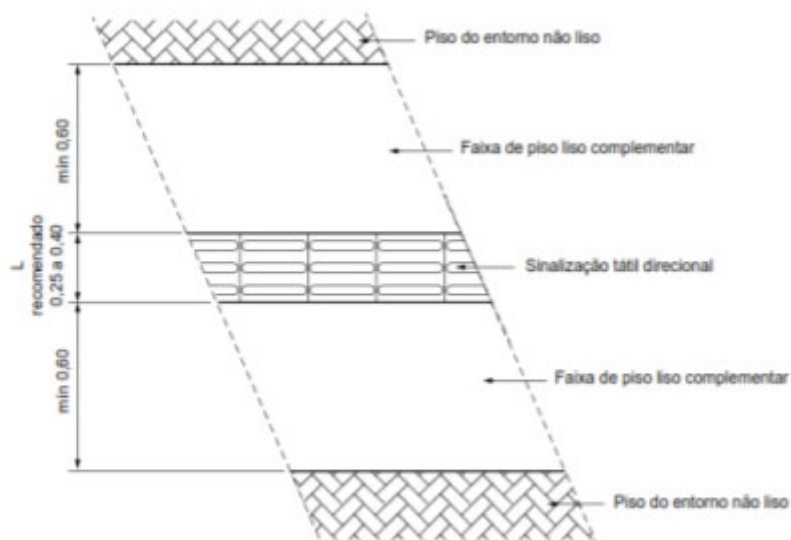 Piso do entorno não liso
min 0,60
Faixa de piso liso complementar
L
recomendado
0,25 a 0,40
Sinalização tátil direcional
min 0,60
Faixa de piso liso complementar
Piso do entorno não liso